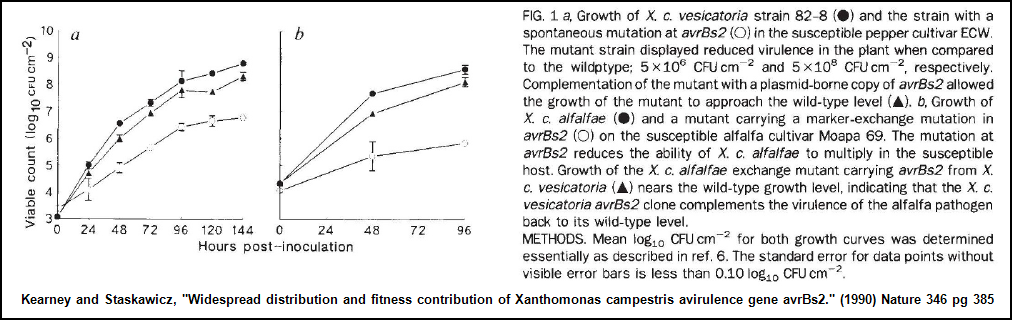 a
b
Viable count (log10 CFU cm−2)
10
9
8
7
6
5
4
3
0 24 48 72 96 120 144 0 48 96
Hours post-inoculation
FIG. 1 a, Growth of X. c. vesicatoria strain 82-8 (●) and the strain with a
spontaneous mutation at avrBs2 (○) in the susceptible pepper cultivar ECW.
The mutant strain displayed reduced virulence in the plant when compared
to the wildptype; 5×10⁶ CFU cm⁻² and 5×10⁸ CFU cm⁻², respectively.
Complementation of the mutant with a plasmid-borne copy of avrBs2 allowed
the growth of the mutant to approach the wild-type level (▲). b, Growth of
X. c. alfalfae (●) and a mutant carrying a marker-exchange mutation in
avrBs2 (○) on the susceptible alfalfa cultivar Moapa 69. The mutation at
avrBs2 reduces the ability of X. c. alfalfae to multiply in the susceptible
host. Growth of the X. c. alfalfae exchange mutant carrying avrBs2 from X.
c. vesicatoria (▲) nears the wild-type growth level, indicating that the X. c.
vesicatoria avrBs2 clone complements the virulence of the alfalfa pathogen
back to its wild-type level.
METHODS. Mean log₁₀ CFU cm⁻² for both growth curves was determined
essentially as described in ref. 6. The standard error for data points without
visible error bars is less than 0.10 log₁₀ CFU cm⁻².
Kearney and Staskawicz, "Widespread distribution and fitness contribution of Xanthomonas campestris avirulence gene avrBs2." (1990) Nature 346 pg 385